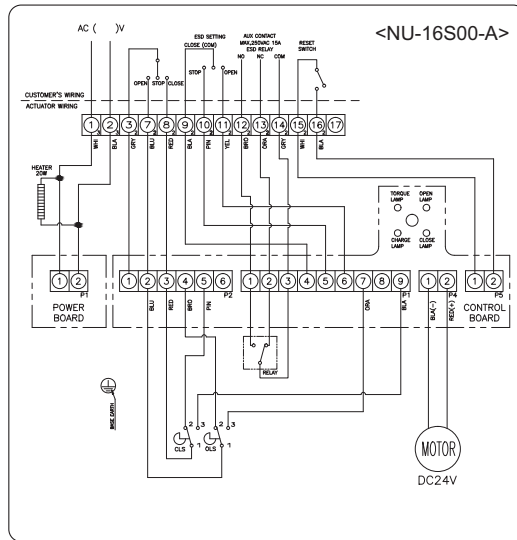 <NU-16S00-A>
AC ( )V
ESD SETTING
CLOSE (COM)
STOP
OPEN
AUX CONTACT
MAX,250VAC 15A
ESD RELAY
NO NC COM
RESET
SWITCH
OPEN STOP CLOSE
CUSTOMER'S WIRING
ACTUATOR WIRING
1 2 3 4 5 6 7 8 9 10 11 12 13 14 15 16 17
WHI BLA GRY BLU RED BLA PIN YEL BRO ORA GRY WHI BLA
HEATER
20W
TORQUE
LAMP
OPEN
LAMP
CHARGE
LAMP
CLOSE
LAMP
1 2 P1
POWER
BOARD
1 2 3 4 5 6 P2
1 2 3 4 5 6 7 8 9 P1
1 2 P4
1 2 P5
CONTROL
BOARD
BLU RED BRO PIN
ORA BLA
BLA(-) RED(+)
RELAY
BASE EARTH
2 3
1
CLS
2 3
1
OLS
MOTOR
DC24V